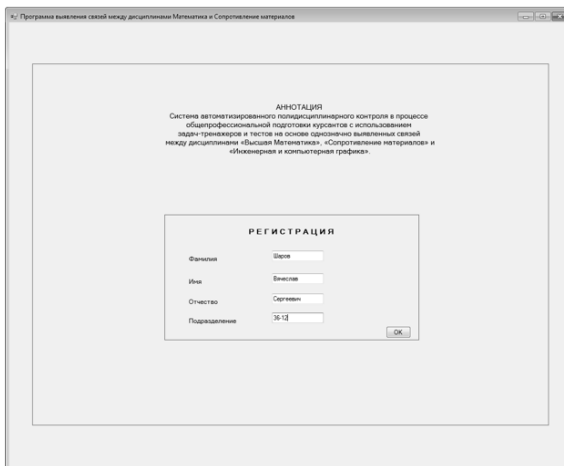 Программа выявления связей между дисциплинами Математика и Сопротивление материалов
АННОТАЦИЯ
Система автоматизированного полидисциплинарного контроля в процессе
общепрофессиональной подготовки курсантов с использованием
задач-тренажеров и тестов на основе однозначно выявленных связей
между дисциплинами «Высшая Математика», «Сопротивление материалов» и
«Инженерная и компьютерная графика».
РЕГИСТРАЦИЯ
Фамилия Шаров
Имя Вячеслав
Отчество Сергеевич
Подразделение 36-12
OK